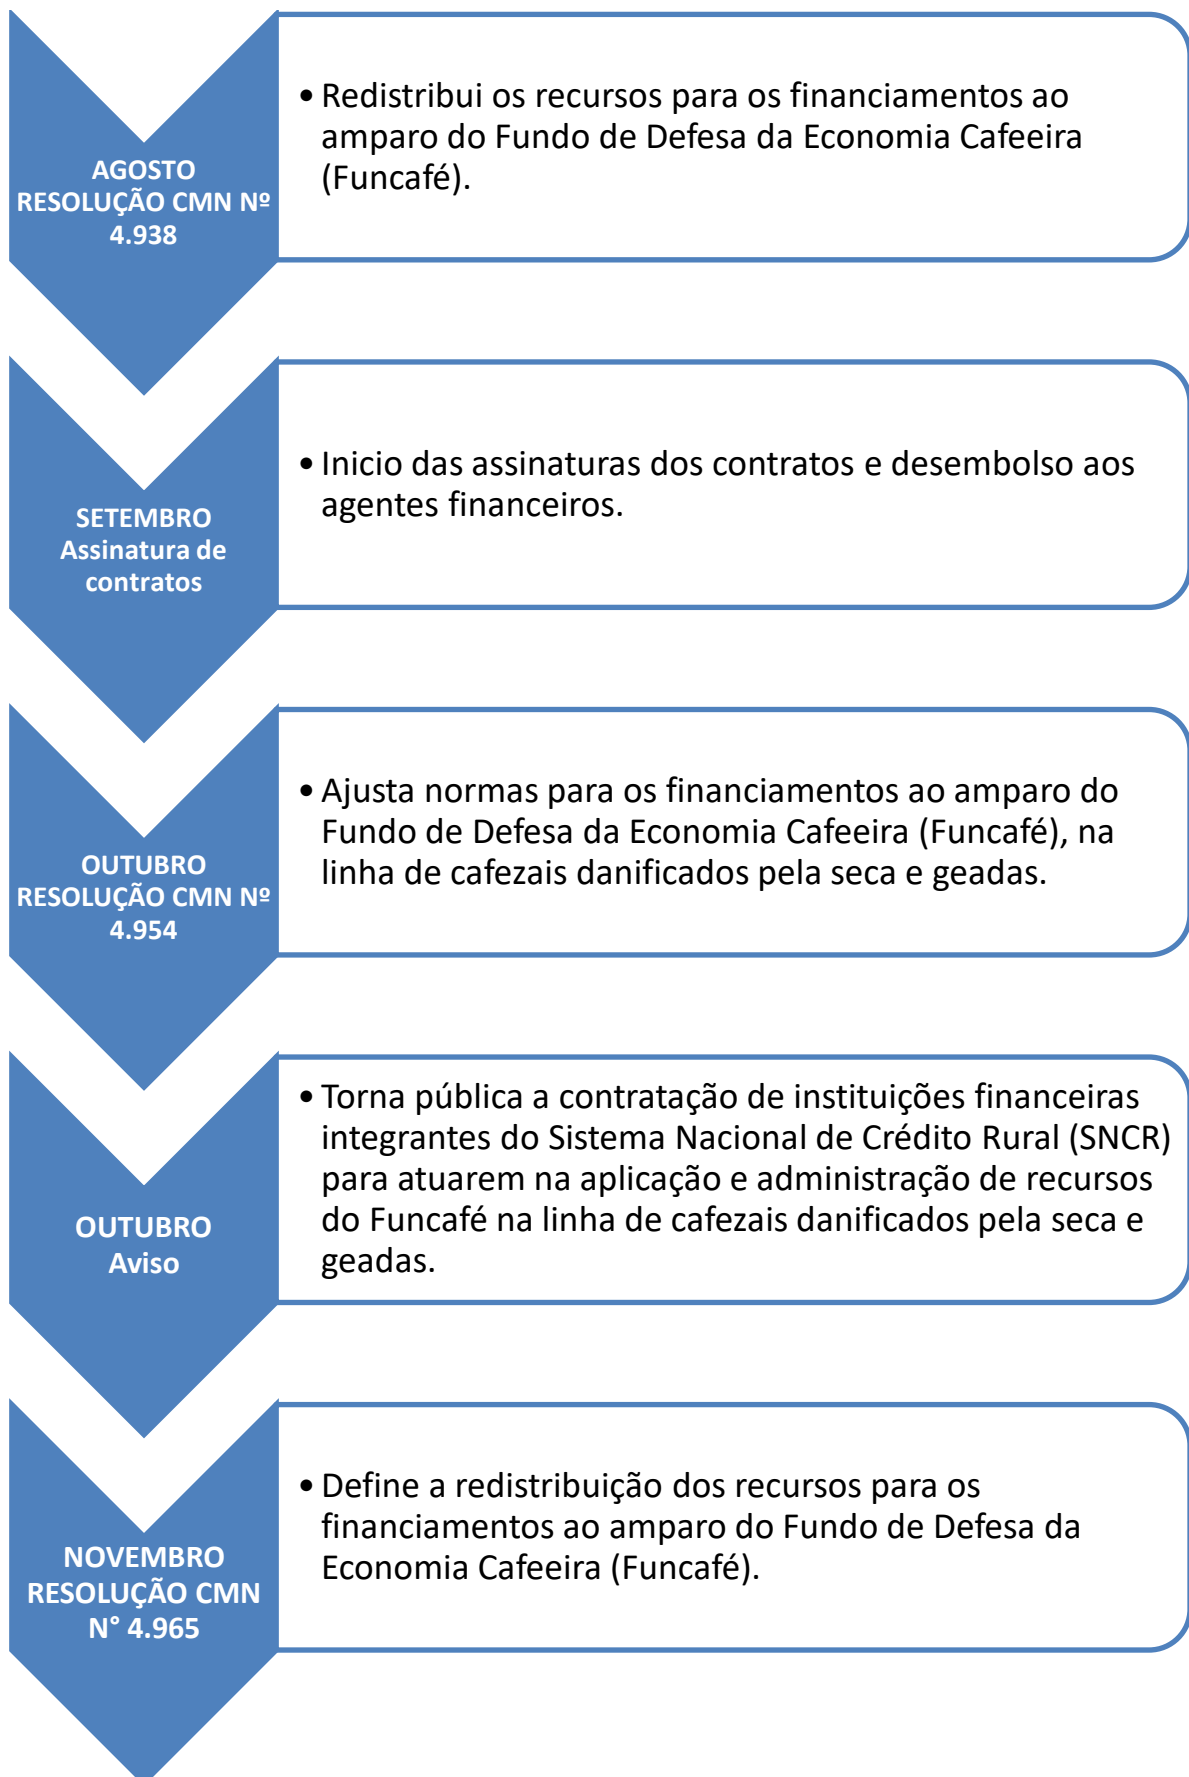 AGOSTO
RESOLUÇÃO CMN Nº
4.938
• Redistribui os recursos para os financiamentos ao
amparo do Fundo de Defesa da Economia Cafeeira
(Funcafé).
SETEMBRO
Assinatura de
contratos
• Inicio das assinaturas dos contratos e desembolso aos
agentes financeiros.
OUTUBRO
RESOLUÇÃO CMN Nº
4.954
• Ajusta normas para os financiamentos ao amparo do
Fundo de Defesa da Economia Cafeeira (Funcafé), na
linha de cafezais danificados pela seca e geadas.
OUTUBRO
Aviso
• Torna pública a contratação de instituições financeiras
integrantes do Sistema Nacional de Crédito Rural (SNCR)
para atuarem na aplicação e administração de recursos
do Funcafé na linha de cafezais danificados pela seca e
geadas.
NOVEMBRO
RESOLUÇÃO CMN
N° 4.965
• Define a redistribuição dos recursos para os
financiamentos ao amparo do Fundo de Defesa da
Economia Cafeeira (Funcafé).